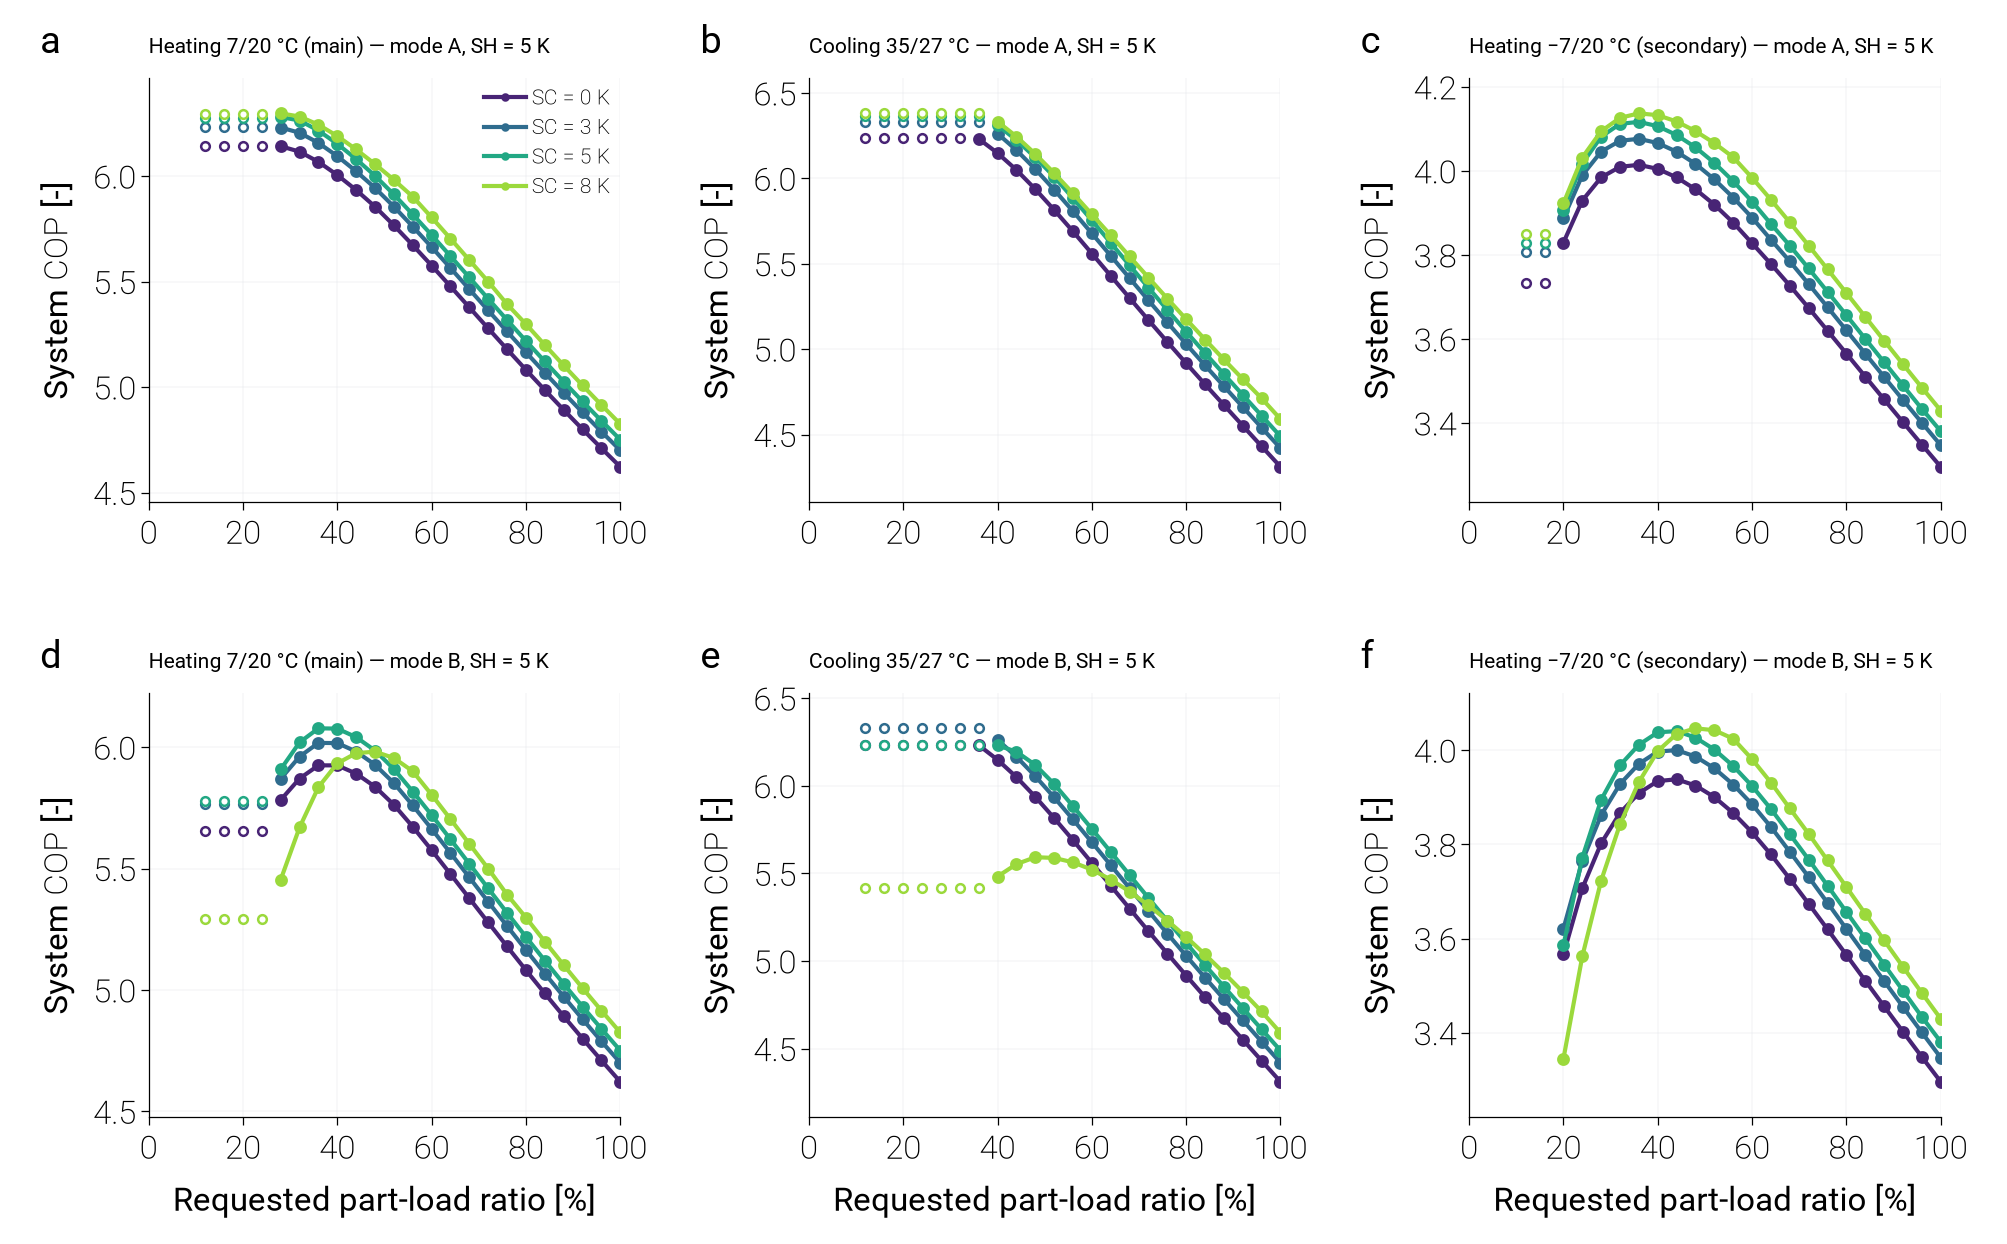 a
Heating 7/20 °C (main) — mode A, SH = 5 K
SC = 0 K
SC = 3 K
SC = 5 K
SC = 8 K
System COP [-]
6.0
5.5
5.0
4.5
0 20 40 60 80 100
b
Cooling 35/27 °C — mode A, SH = 5 K
System COP [-]
6.5
6.0
5.5
5.0
4.5
0 20 40 60 80 100
c
Heating −7/20 °C (secondary) — mode A, SH = 5 K
System COP [-]
4.2
4.0
3.8
3.6
3.4
0 20 40 60 80 100
d
Heating 7/20 °C (main) — mode B, SH = 5 K
System COP [-]
6.0
5.5
5.0
4.5
0 20 40 60 80 100
Requested part-load ratio [%]
e
Cooling 35/27 °C — mode B, SH = 5 K
System COP [-]
6.5
6.0
5.5
5.0
4.5
0 20 40 60 80 100
Requested part-load ratio [%]
f
Heating −7/20 °C (secondary) — mode B, SH = 5 K
System COP [-]
4.0
3.8
3.6
3.4
0 20 40 60 80 100
Requested part-load ratio [%]